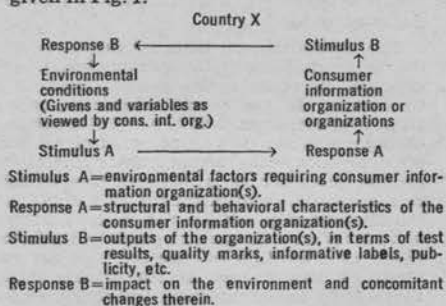 given in Fig. 1.
Country X
Response B ← Stimulus B
↓ ↑
Environmental Consumer
conditions information
(Givens and variables as organization or
viewed by cons. inf. org.) organizations
↓ ↑
Stimulus A → Response A
Stimulus A=environmental factors requiring consumer infor-
mation organization(s).
Response A=structural and behavioral characteristics of the
consumer information organization(s).
Stimulus B=outputs of the organization(s), in terms of test
results, quality marks, informative labels, pub-
licity, etc.
Response B=impact on the environment and concomitant
changes therein.